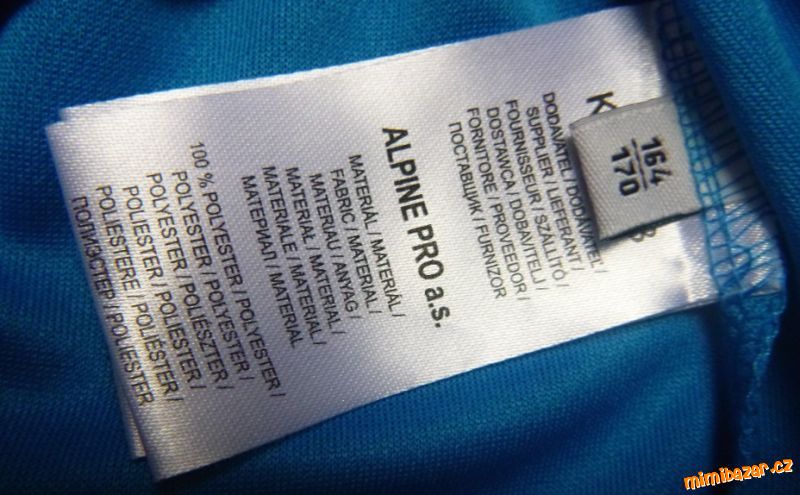 164
170
DODAVATEL / DODÁVATEL /
SUPPLIER / LIEFERANT /
FOURNISSEUR / SZÁLÍTÓ /
DOSTAWCA / DOBAVITELJ /
FORNITORE / PROVEEDOR /
ПОСТАВЩИК / FURNIZOR
ALPINE PRO a.s.
MATERIÁL / MATERIÁL /
FABRIC / MATERIAL /
MATERIAU / ANYAG /
MATERIAŁ / MATERIAL /
MATERIALE / MATERIAL /
МАТЕРИАЛ / MATERIAL
100 % POLYESTER / POLYESTER /
POLYESTER / POLYESTER /
POLYESTER / POLIÉSZTER /
POLIESTER / POLIESTER /
POLIESTERE / POLIÉSTER /
ПОЛИЭСТЕР / POLIESTER
mimibazar.cz